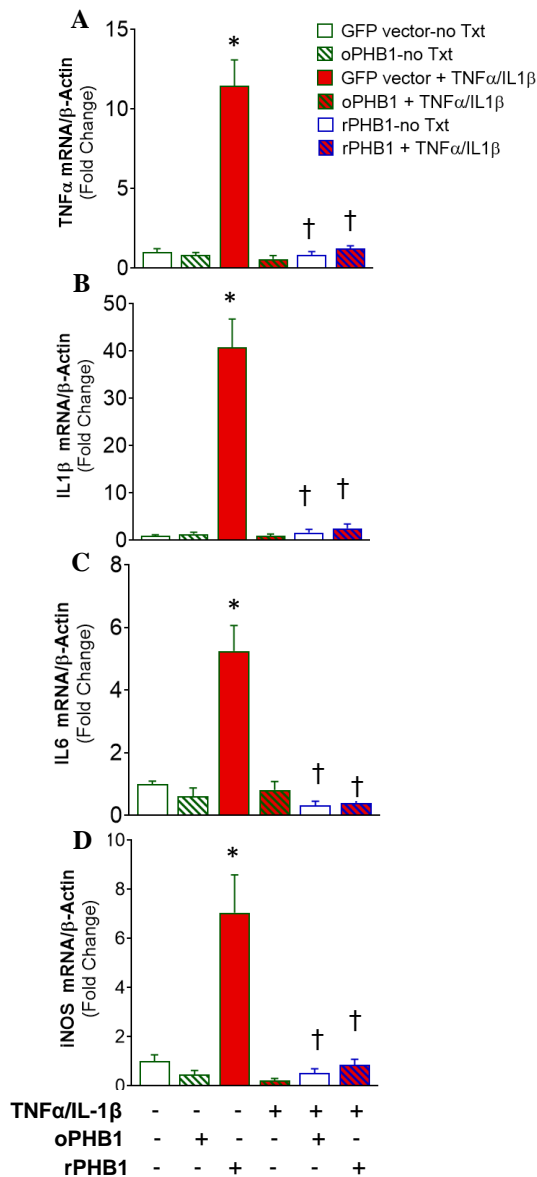 A
15
10
5
0
TNFα mRNA/β-Actin
(Fold Change)
*
†
†
GFP vector-no Txt
oPHB1-no Txt
GFP vector + TNFα/IL1β
oPHB1 + TNFα/IL1β
rPHB1-no Txt
rPHB1 + TNFα/IL1β
B
50
40
30
20
10
0
IL1β mRNA/β-Actin
(Fold Change)
*
†
†
C
8
6
4
2
0
IL6 mRNA/β-Actin
(Fold Change)
*
†
†
D
10
8
6
4
2
0
iNOS mRNA/β-Actin
(Fold Change)
*
†
†
TNFα/IL-1β - - - + + +
oPHB1 - + - - + -
rPHB1 - - + - - +